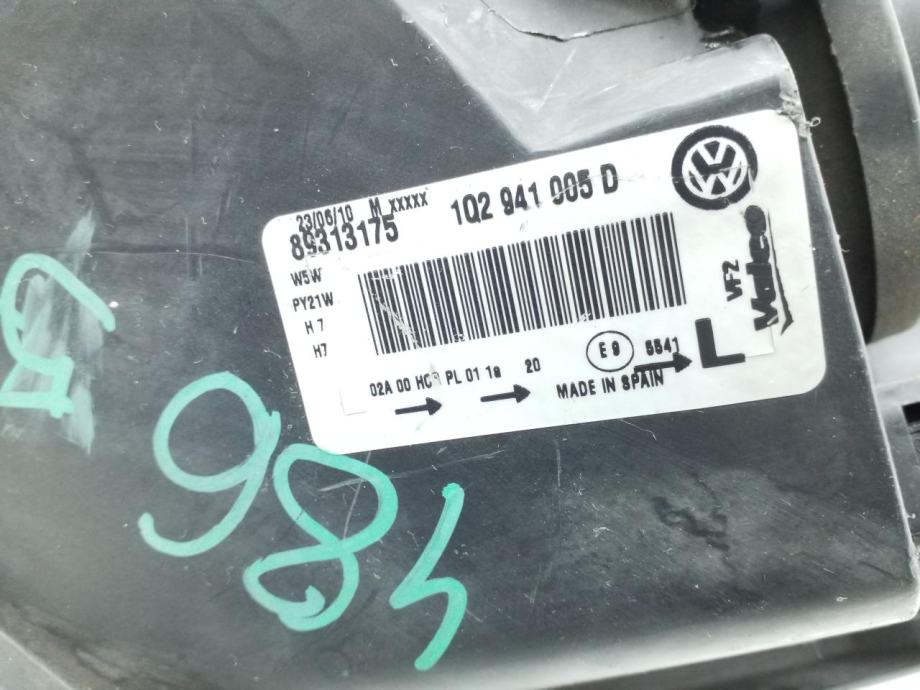 23/06/10 M xxxxx
89313175 1Q2 941 005 D
W5W
PY21W
H7
H7
VF2
Valeo
02A 00 HCR PL 01 1a 20
E9 5541 L
MADE IN SPAIN